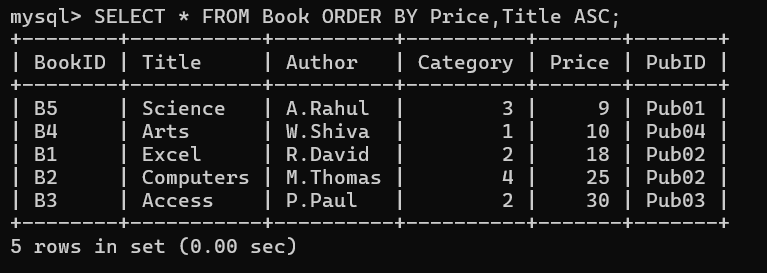 mysql> SELECT * FROM Book ORDER BY Price,Title ASC;
+--------+-----------+----------+----------+-------+-------+
| BookID | Title     | Author   | Category | Price | PubID |
+--------+-----------+----------+----------+-------+-------+
| B5     | Science   | A.Rahul  |        3 |     9 | Pub01 |
| B4     | Arts      | W.Shiva  |        1 |    10 | Pub04 |
| B1     | Excel     | R.David  |        2 |    18 | Pub02 |
| B2     | Computers | M.Thomas |        4 |    25 | Pub02 |
| B3     | Access    | P.Paul   |        2 |    30 | Pub03 |
+--------+-----------+----------+----------+-------+-------+
5 rows in set (0.00 sec)